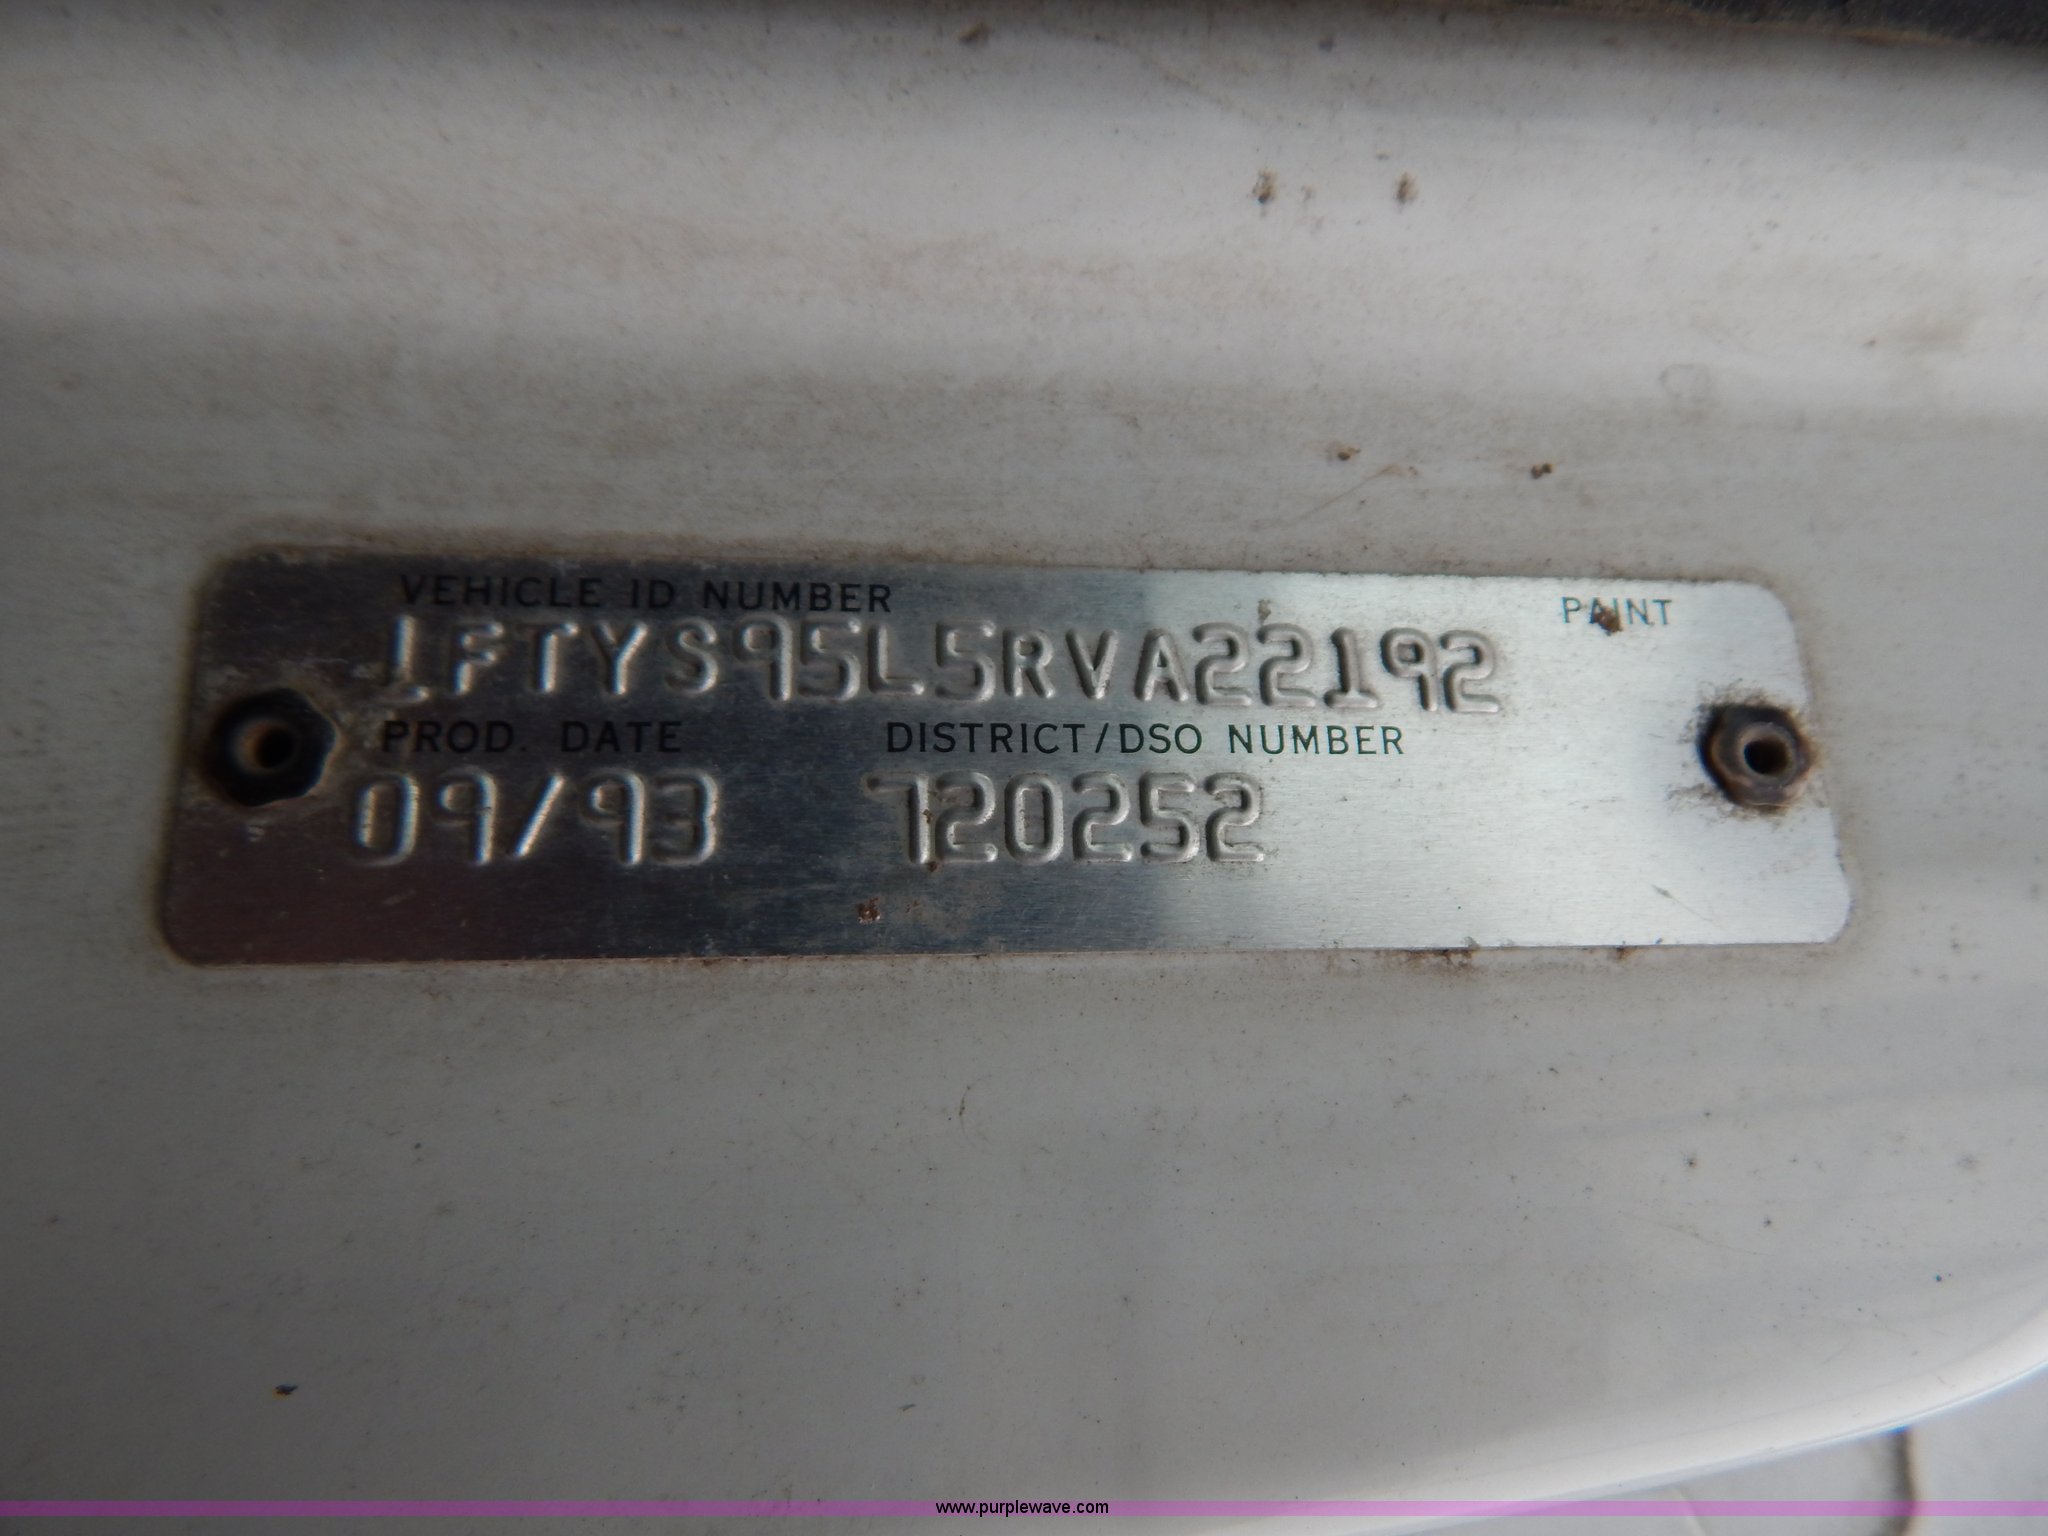 VEHICLE ID NUMBER PAINT
1FTYS95L5RVA22192
PROD. DATE DISTRICT/DSO NUMBER
09/93 720252
www.purplewave.com